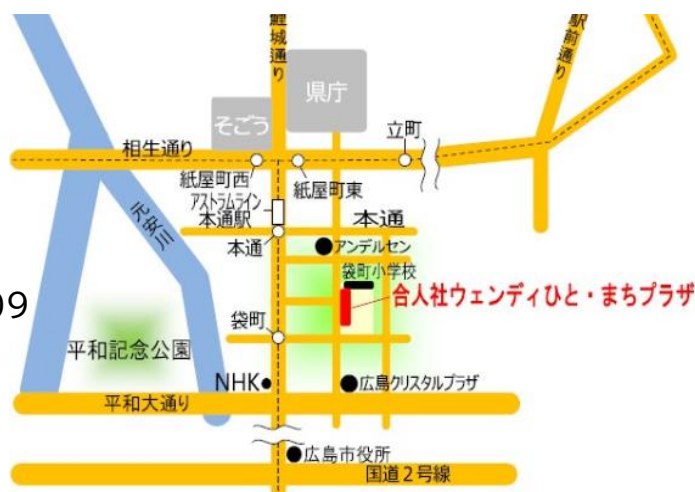 鯉城通り
駅前通り
県庁
そごう
立町
相生通り
紙屋町西
紙屋町東
アストラムライン
本通駅
本通
元安川
本通
アンデルセン
袋町小学校
合人社ウェンディひと・まちプラザ
09
袋町
平和記念公園
NHK
広島クリスタルプラザ
平和大通り
広島市役所
国道2号線